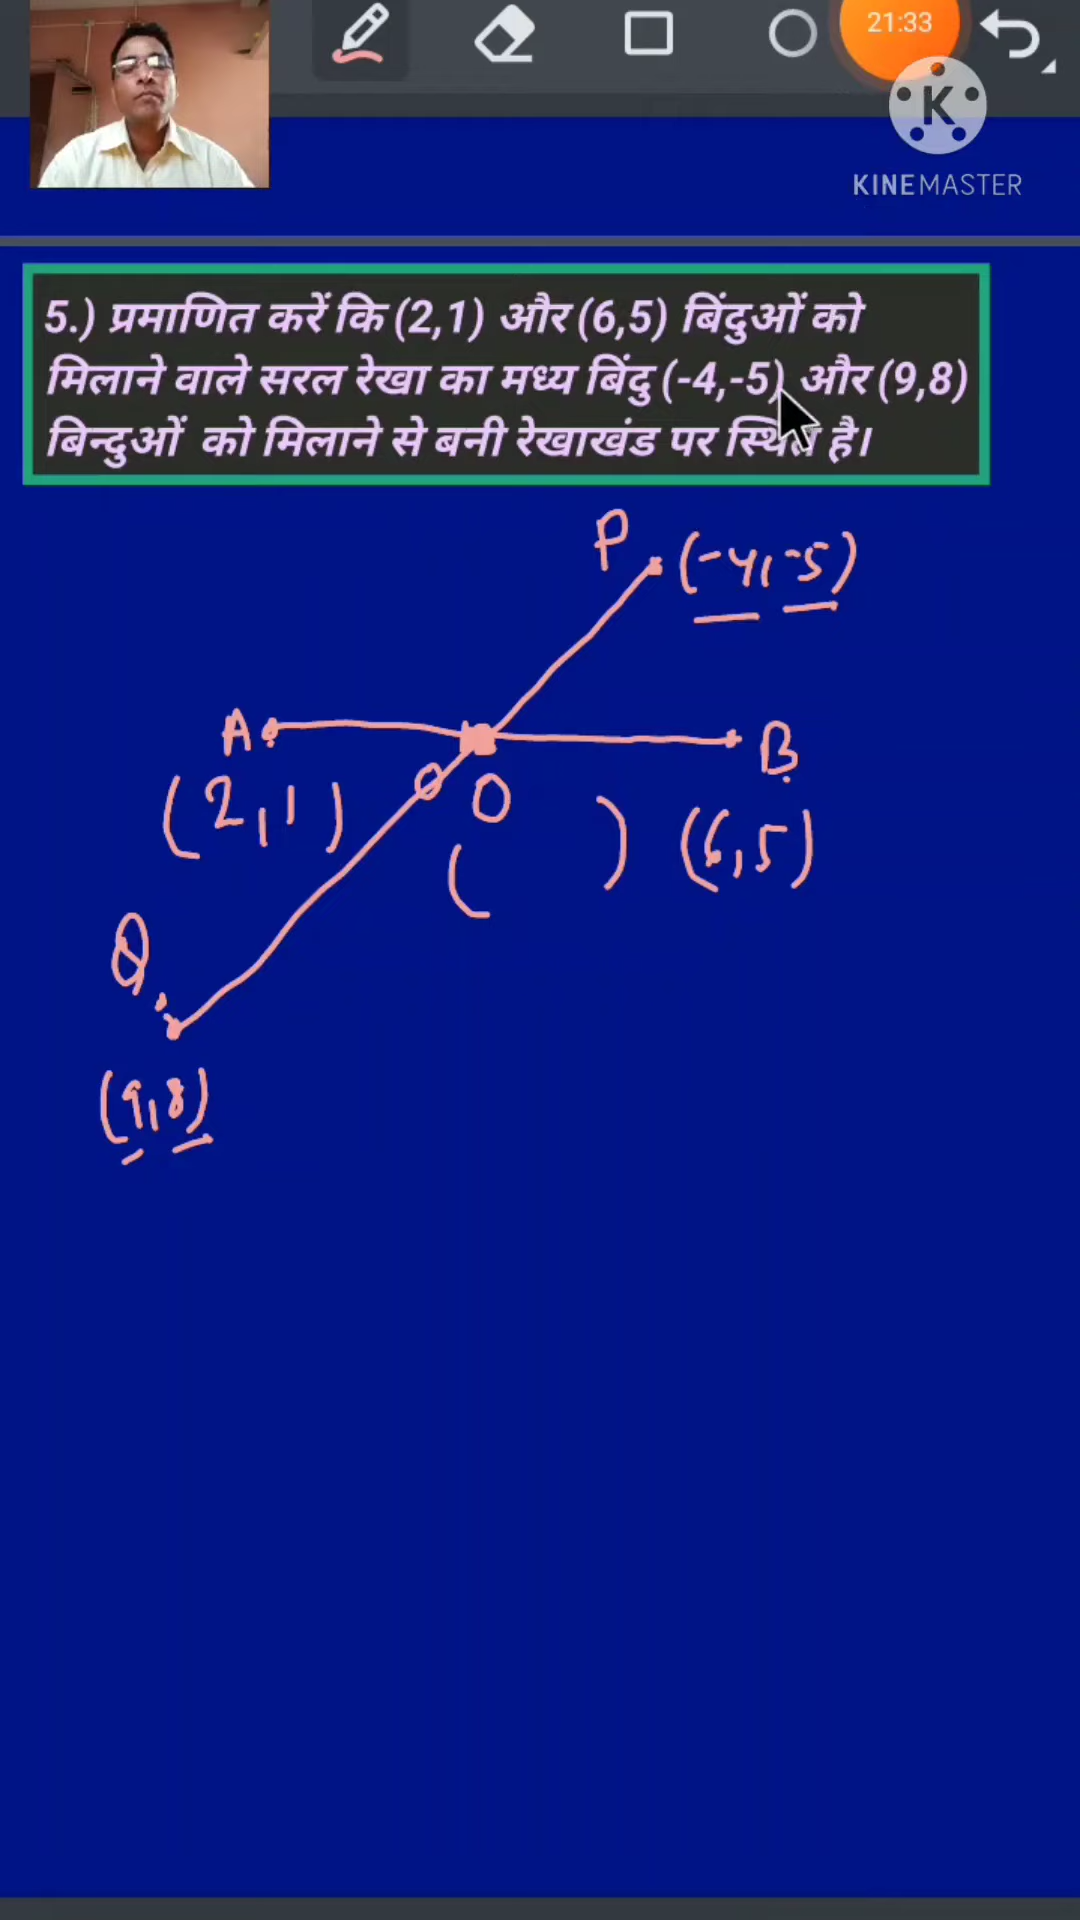 21:33
K
KINEMASTER
5.) प्रमाणित करें कि (2,1) और (6,5) बिंदुओं को
मिलाने वाले सरल रेखा का मध्य बिंदु (-4,-5) और (9,8)
बिन्दुओं को मिलाने से बनी रेखाखंड पर स्थित है।
P (-4,-5)
A B
(2,1) O ( ) (6,5)
Q
(9,8)